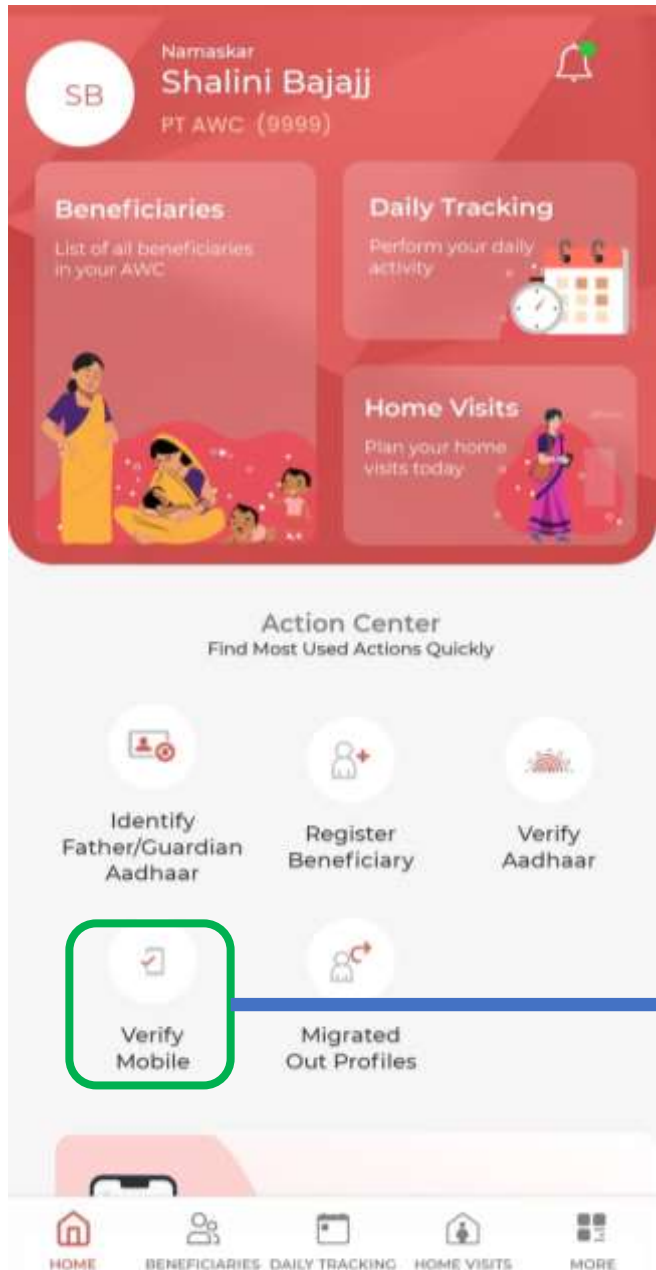 Namaskar
SB
Shalini Bajajj
PT AWC (9999)
Beneficiaries
List of all beneficiaries
in your AWC
Daily Tracking
Perform your daily
activity
Home Visits
Plan your home
visits today
Action Center
Find Most Used Actions Quickly
Identify
Father/Guardian
Aadhaar
Register
Beneficiary
Verify
Aadhaar
Verify
Mobile
Migrated
Out Profiles
HOME
BENEFICIARIES
DAILY TRACKING
HOME VISITS
MORE